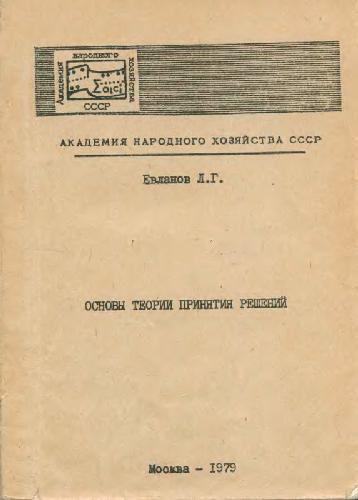 Академия
народного
хозяйства
СССР
АКАДЕМИЯ НАРОДНОГО ХОЗЯЙСТВА СССР
Евланов Л.Г.
ОСНОВЫ ТЕОРИИ ПРИНЯТИЯ РЕШЕНИЙ
Москва - 1979